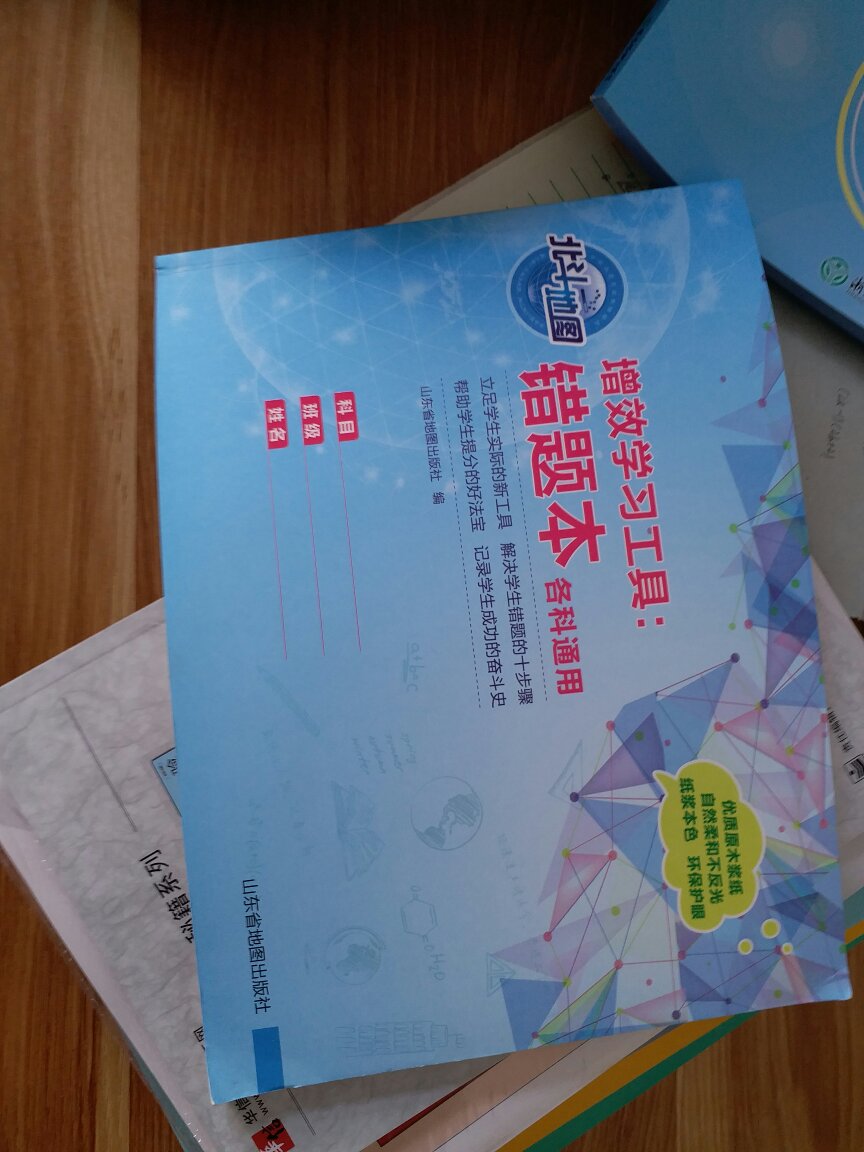 北斗地图
增效学习工具：
错题本 各科通用
立足学生实际的新工具 解决学生错题的十步骤
帮助学生提分的好法宝 记录学生成功的奋斗史
山东省地图出版社 编
科目
班级
姓名
优质原木浆纸
自然柔和不反光
纸浆本色 环保护眼
山东省地图出版社
系列